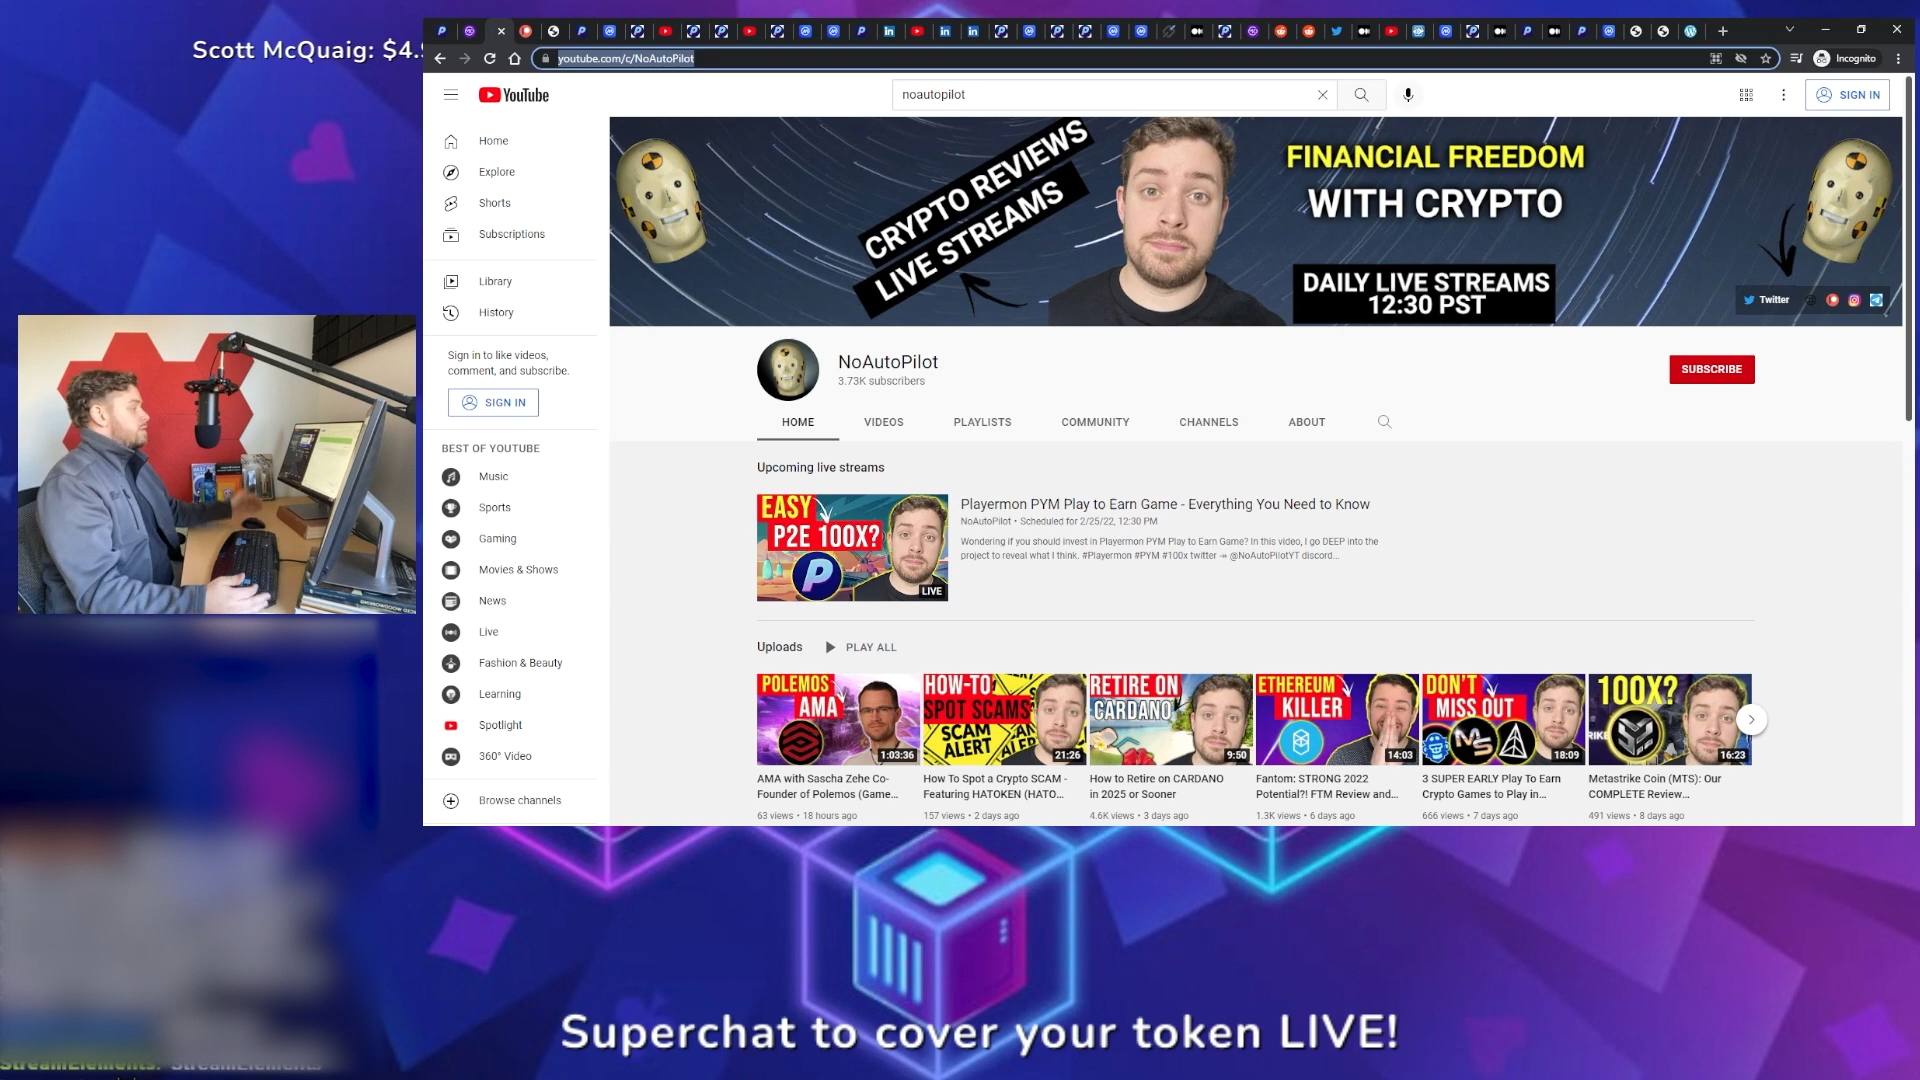 Scott McQuaig: $4.9
youtube.com/c/NoAutoPilot
Incognito
YouTube
noautopilot
SIGN IN
Home
Explore
Shorts
Subscriptions
Library
History
Sign in to like videos,
comment, and subscribe.
SIGN IN
BEST OF YOUTUBE
Music
Sports
Gaming
Movies & Shows
News
Live
Fashion & Beauty
Learning
Spotlight
360° Video
Browse channels
CRYPTO REVIEWS
LIVE STREAMS
FINANCIAL FREEDOM
WITH CRYPTO
DAILY LIVE STREAMS
12:30 PST
Twitter
NoAutoPilot
3.73K subscribers
SUBSCRIBE
HOME
VIDEOS
PLAYLISTS
COMMUNITY
CHANNELS
ABOUT
Upcoming live streams
EASY
P2E 100X?
LIVE
Playermon PYM Play to Earn Game - Everything You Need to Know
NoAutoPilot • Scheduled for 2/25/22, 12:30 PM
Wondering if you should invest in Playermon PYM Play to Earn Game? In this video, I go DEEP into the
project to reveal what I think. #Playermon #PYM #100x twitter ⇾ @NoAutoPilotYT discord...
Uploads
PLAY ALL
POLEMOS
AMA
1:03:36
AMA with Sascha Zehe Co-
Founder of Polemos (Game...
63 views • 18 hours ago
HOW-TO
SPOT SCAMS
SCAM
ALERT
21:26
How To Spot a Crypto SCAM -
Featuring HATOKEN (HATO...
157 views • 2 days ago
RETIRE ON
CARDANO
9:50
How to Retire on CARDANO
in 2025 or Sooner
4.6K views • 3 days ago
ETHEREUM
KILLER
14:03
Fantom: STRONG 2022
Potential?! FTM Review and...
1.3K views • 6 days ago
DON'T
MISS OUT
18:09
3 SUPER EARLY Play To Earn
Crypto Games to Play in...
666 views • 7 days ago
100X?
16:23
Metastrike Coin (MTS): Our
COMPLETE Review...
491 views • 8 days ago
Superchat to cover your token LIVE!